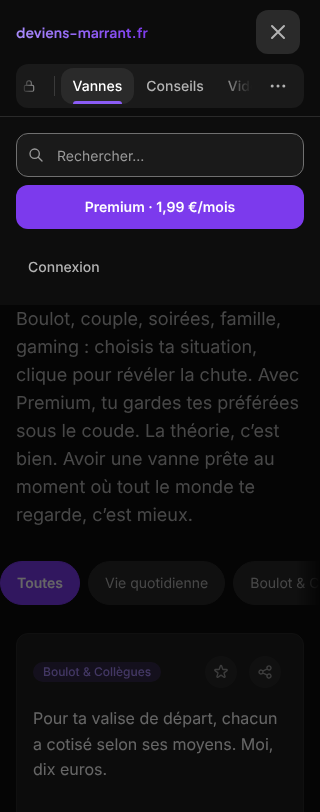 deviens-marrant.fr
Vannes Conseils Vid
Rechercher...
Premium · 1,99 €/mois
Connexion
Boulot, couple, soirées, famille,
gaming : choisis ta situation,
clique pour révéler la chute. Avec
Premium, tu gardes tes préférées
sous le coude. La théorie, c'est
bien. Avoir une vanne prête au
moment où tout le monde te
regarde, c'est mieux.
Toutes Vie quotidienne Boulot & C
Boulot & Collègues
Pour ta valise de départ, chacun
a cotisé selon ses moyens. Moi,
dix euros.